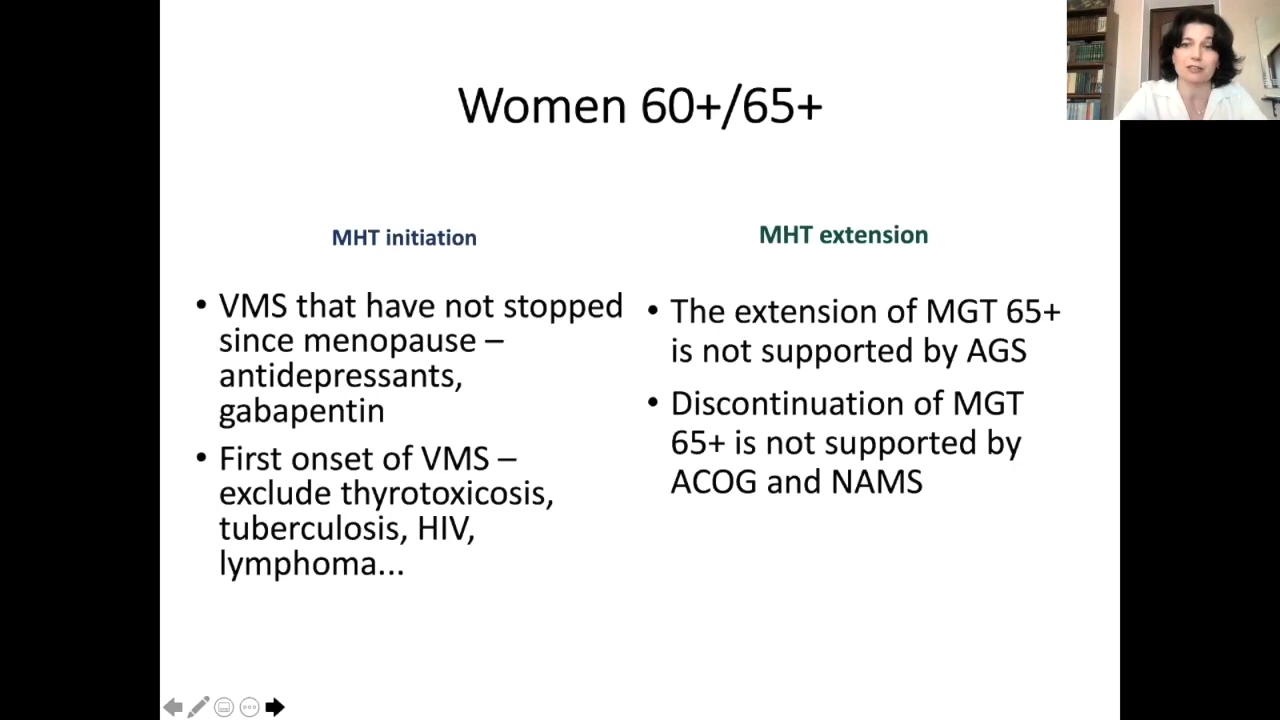 Women 60+/65+
MHT initiation
• VMS that have not stopped
since menopause –
antidepressants,
gabapentin
• First onset of VMS –
exclude thyrotoxicosis,
tuberculosis, HIV,
lymphoma...
MHT extension
• The extension of MGT 65+
is not supported by AGS
• Discontinuation of MGT
65+ is not supported by
ACOG and NAMS